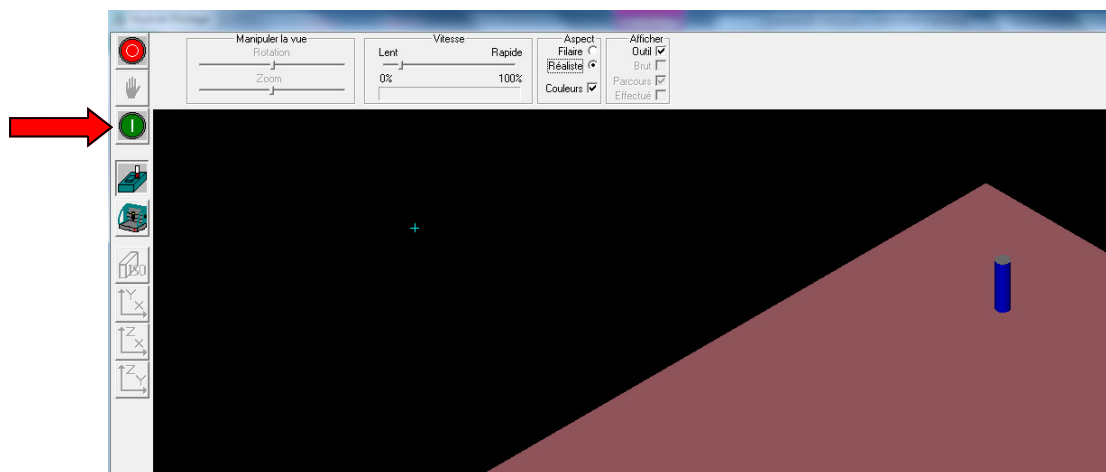 Manipuler la vue
Rotation
Zoom
Vitesse
Lent Rapide
0% 100%
Aspect
Filaire
Réaliste
Couleurs
Afficher
Outil
Brut
Parcours
Effectué
ISO
Y X
Z X
Z Y